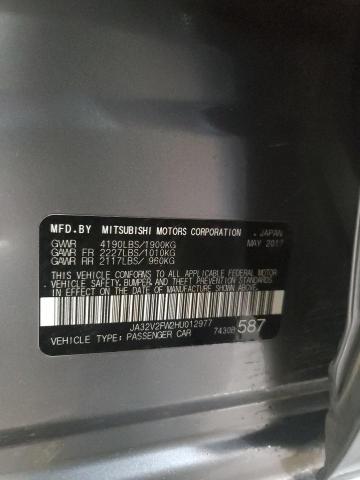 MFD.BY MITSUBISHI MOTORS CORPORATION . JAPAN
GVWR 4190LBS/1900KG MAY 2017
GAWR FR 2227LBS/1010KG
GAWR RR 2117LBS/ 960KG
. THIS VEHICLE CONFORMS TO ALL APPLICABLE FEDERAL MOTOR
VEHICLE SAFETY, BUMPER, AND THEFT PREVENTION STANDARDS
IN EFFECT ON THE DATE OF MANUFACTURE SHOWN ABOVE.
JA32V2FW2HU012977
VEHICLE TYPE: PASSENGER CAR 7430B 587